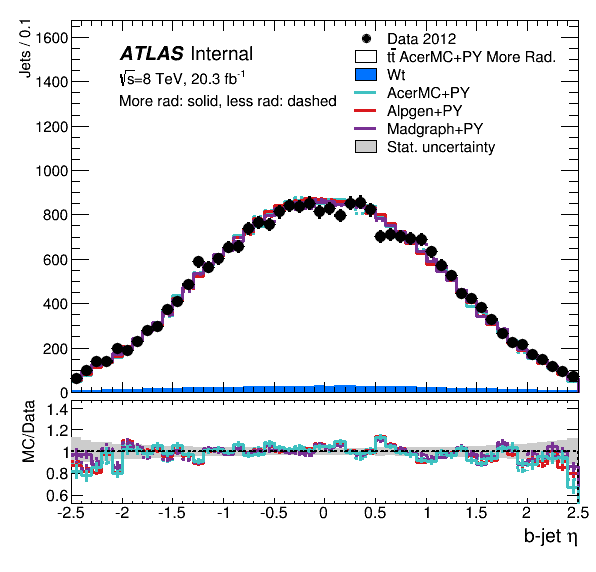 Jets / 0.1
1600
1400
1200
1000
800
600
400
200
0
ATLAS Internal
√s=8 TeV, 20.3 fb⁻¹
More rad: solid, less rad: dashed
Data 2012
tt̄ AcerMC+PY More Rad.
Wt
AcerMC+PY
Alpgen+PY
Madgraph+PY
Stat. uncertainty
MC/Data
1.4
1.2
1
0.8
0.6
-2.5 -2 -1.5 -1 -0.5 0 0.5 1 1.5 2 2.5
b-jet η